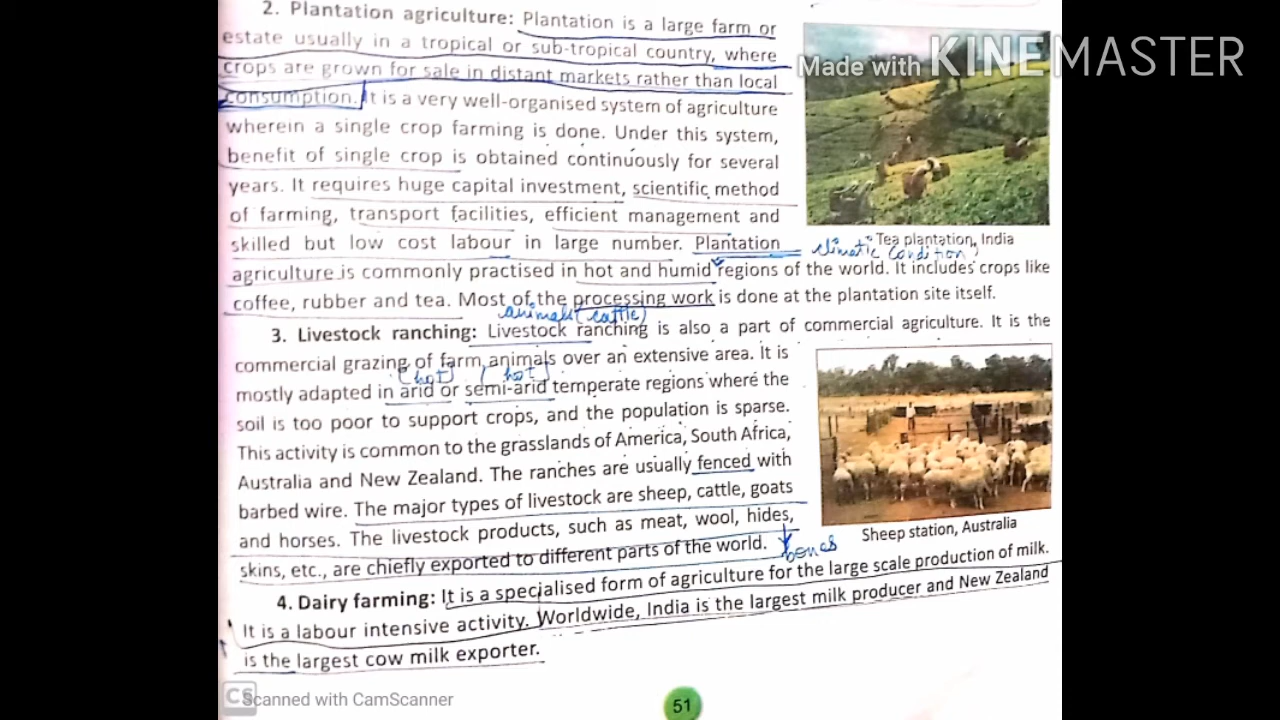 2. Plantation agriculture: Plantation is a large farm or
estate usually in a tropical or sub-tropical country, where
crops are grown for sale in distant markets rather than local
consumption. It is a very well-organised system of agriculture
wherein a single crop farming is done. Under this system,
benefit of single crop is obtained continuously for several
years. It requires huge capital investment, scientific method
of farming, transport facilities, efficient management and
skilled but low cost labour in large number. Plantation
climatic condition
agriculture is commonly practised in hot and humid regions of the world. It includes crops like
coffee, rubber and tea. Most of the processing work is done at the plantation site itself.
Made with KINEMASTER
Tea plantation, India
animals (cattle)
3. Livestock ranching: Livestock ranching is also a part of commercial agriculture. It is the
commercial grazing of farm animals over an extensive area. It is
(hot) (hot)
mostly adapted in arid or semi-arid temperate regions where the
soil is too poor to support crops, and the population is sparse.
This activity is common to the grasslands of America, South Africa,
Australia and New Zealand. The ranches are usually fenced with
barbed wire. The major types of livestock are sheep, cattle, goats
and horses. The livestock products, such as meat, wool, hides,
skins, etc., are chiefly exported to different parts of the world.
bones
Sheep station, Australia
4. Dairy farming: It is a specialised form of agriculture for the large scale production of milk.
It is a labour intensive activity. Worldwide, India is the largest milk producer and New Zealand
is the largest cow milk exporter.
CS Scanned with CamScanner
51